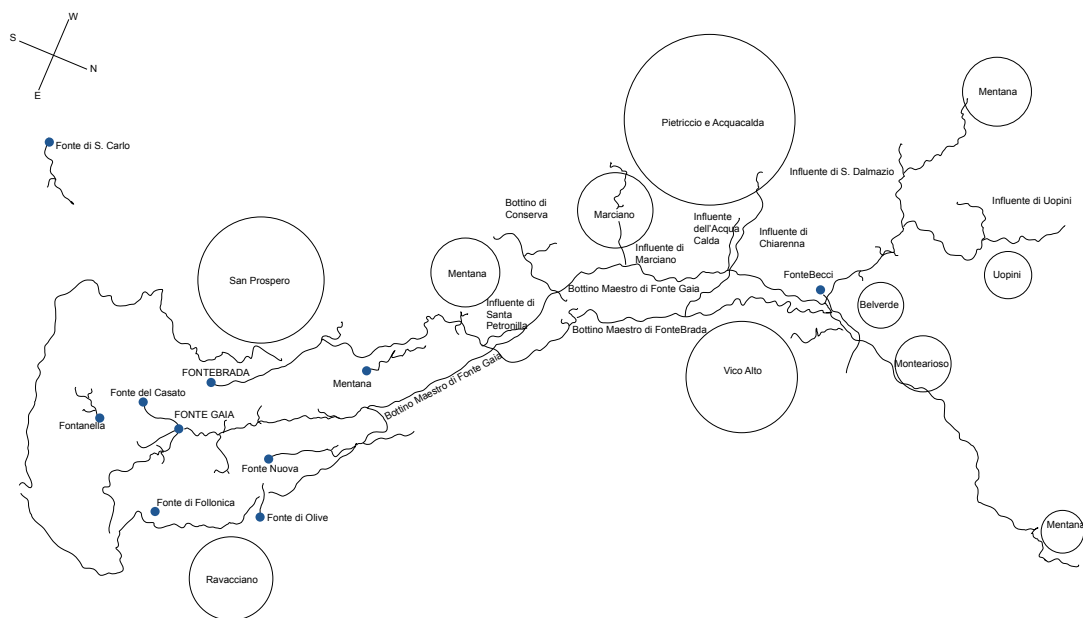 W
S
N
E
Fonte di S. Carlo
Mentana
Pietriccio e Acquacalda
Influente di S. Dalmazio
Influente di Uopini
Bottino di
Conserva
Marciano
Influente
dell'Acqua
Calda
Influente di
Chiarenna
Influente di
Marciano
San Prospero
Mentana
FonteBecci
Uopini
Bottino Maestro di Fonte Gaia
Belverde
Influente di
Santa
Petronilla
Bottino Maestro di FonteBrada
Bottino Maestro di Fonte Gaia
Montearioso
Vico Alto
FONTEBRADA
Mentana
Fonte del Casato
FONTE GAIA
Fontanella
Fonte Nuova
Fonte di Follonica
Fonte di Olive
Mentana
Ravacciano